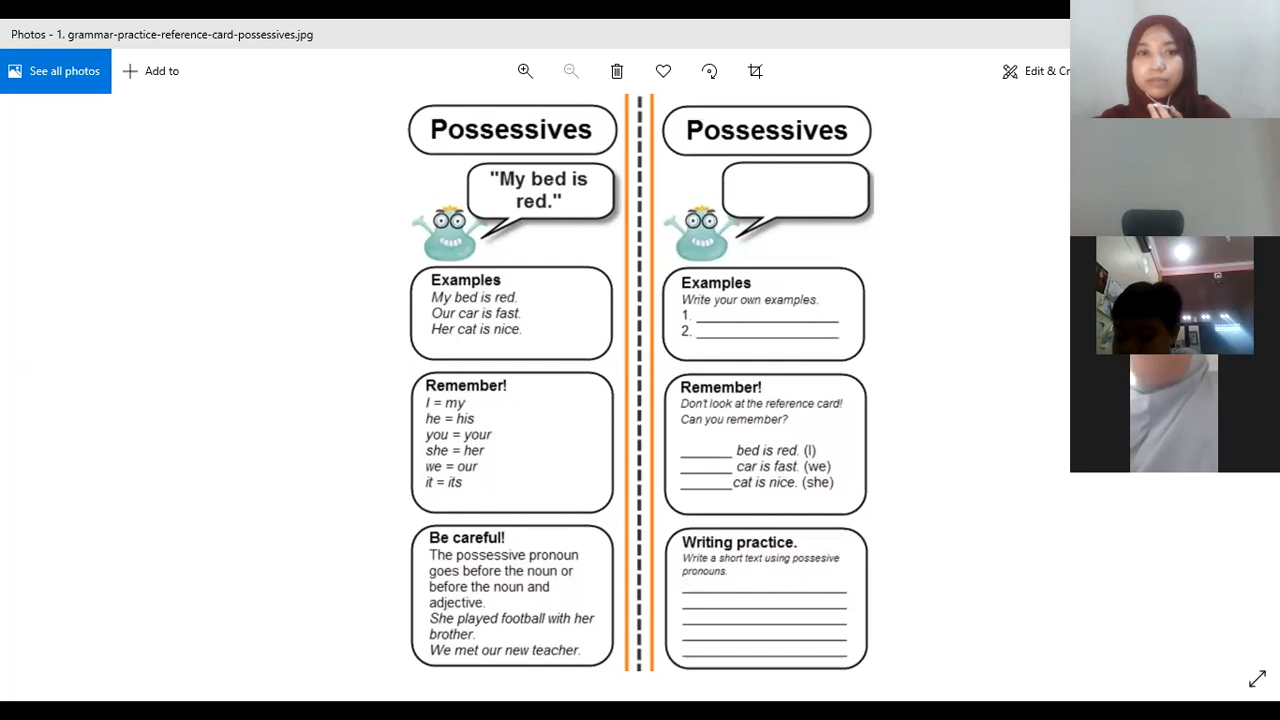 Photos - 1. grammar-practice-reference-card-possessives.jpg
See all photos
Add to
Edit & Cr
Possessives
"My bed is
red."
Examples
My bed is red.
Our car is fast.
Her cat is nice.
Remember!
I = my
he = his
you = your
she = her
we = our
it = its
Be careful!
The possessive pronoun
goes before the noun or
before the noun and
adjective.
She played football with her
brother.
We met our new teacher.
Possessives
Examples
Write your own examples.
1. ____________________
2. ____________________
Remember!
Don't look at the reference card!
Can you remember?
_______ bed is red. (I)
_______ car is fast. (we)
_______cat is nice. (she)
Writing practice.
Write a short text using possesive
pronouns.